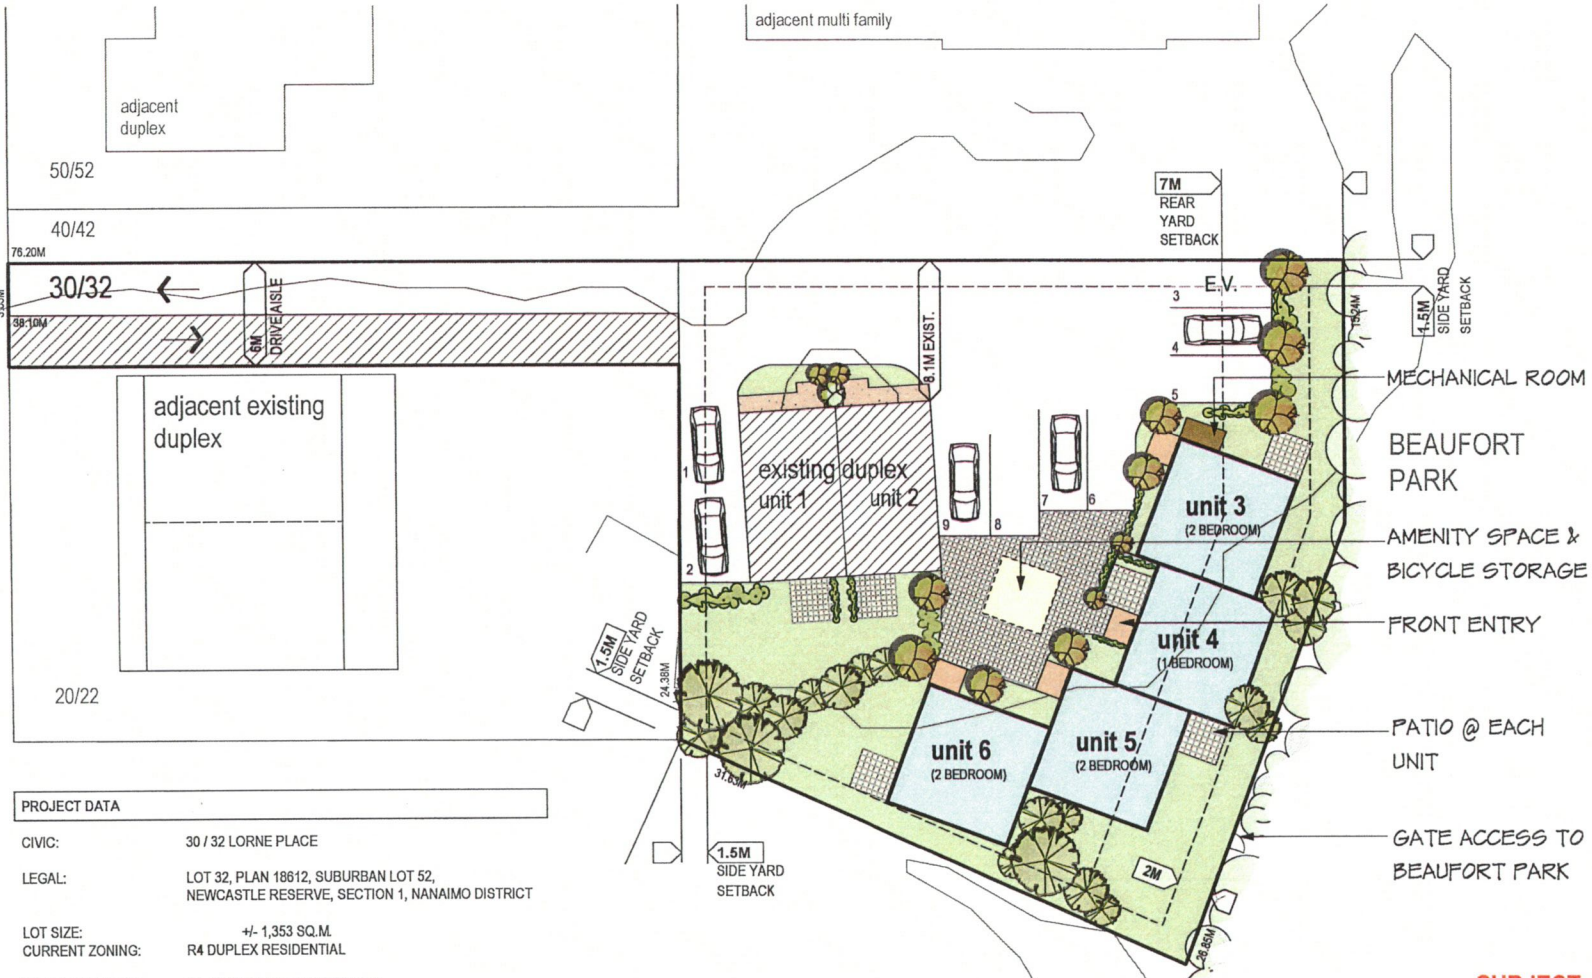 adjacent multi family
adjacent
duplex
50/52
40/42
76.20M
30/32
38.10M
6M
DRIVE AISLE
8.1M EXIST.
7M
REAR
YARD
SETBACK
E.V.
3
4
5
15.24M
1.5M
SIDE YARD
SETBACK
MECHANICAL ROOM
BEAUFORT
PARK
adjacent existing
duplex
1
2
existing duplex
unit 1
unit 2
9
8
7
6
unit 3
(2 BEDROOM)
AMENITY SPACE &
BICYCLE STORAGE
FRONT ENTRY
unit 4
(1 BEDROOM)
1.5M
SIDE YARD
SETBACK
24.38M
20/22
PATIO @ EACH
UNIT
unit 6
(2 BEDROOM)
unit 5
(2 BEDROOM)
31.63M
GATE ACCESS TO
BEAUFORT PARK
2M
26.85M
1.5M
SIDE YARD
SETBACK
PROJECT DATA
CIVIC: 30 / 32 LORNE PLACE
LEGAL: LOT 32, PLAN 18612, SUBURBAN LOT 52,
NEWCASTLE RESERVE, SECTION 1, NANAIMO DISTRICT
LOT SIZE: +/- 1,353 SQ.M.
CURRENT ZONING: R4 DUPLEX RESIDENTIAL